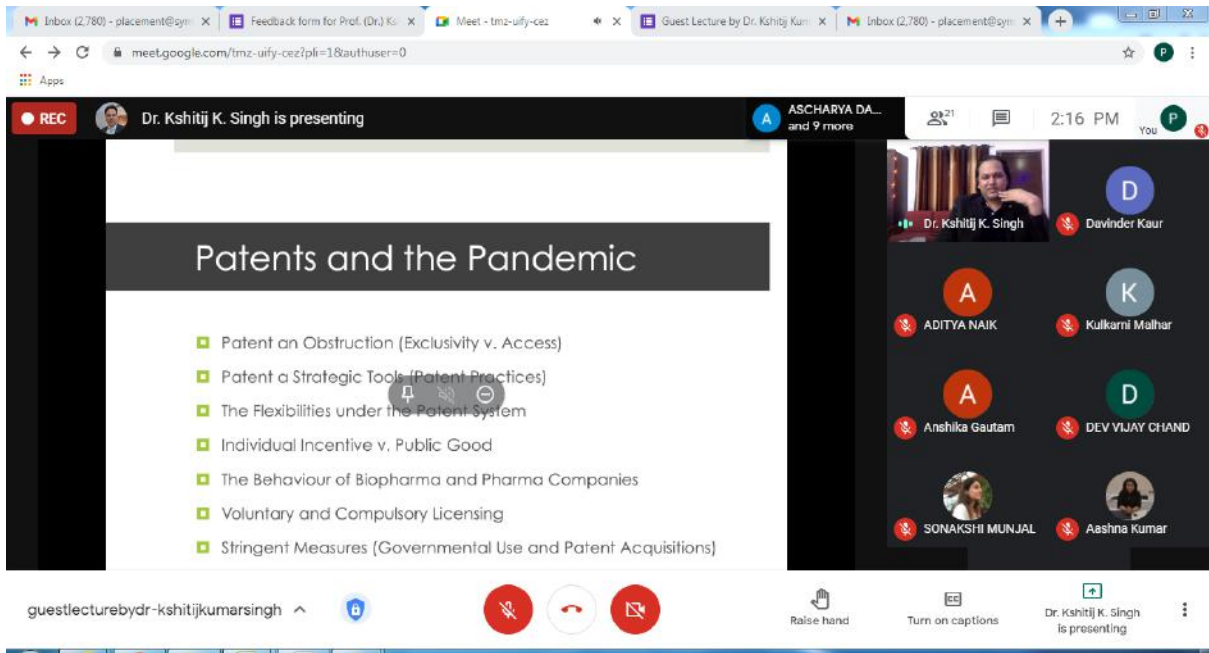 Inbox (2,780) - placement@sym
Feedback form for Prof. (Dr.) Ks
Meet - tmz-uify-cez
Guest Lecture by Dr. Kshitij Kum
Inbox (2,780) - placement@sym
meet.google.com/tmz-uify-cez?pli=1&authuser=0
P
Apps
REC
Dr. Kshitij K. Singh is presenting
A
ASCHARYA DA...
and 9 more
21
2:16 PM
You
P
Patents and the Pandemic
Patent an Obstruction (Exclusivity v. Access)
Patent a Strategic Tools (Patent Practices)
The Flexibilities under the Patent System
Individual Incentive v. Public Good
The Behaviour of Biopharma and Pharma Companies
Voluntary and Compulsory Licensing
Stringent Measures (Governmental Use and Patent Acquisitions)
Dr. Kshitij K. Singh
D
Davinder Kaur
A
ADITYA NAIK
K
Kulkarni Malhar
A
Anshika Gautam
D
DEV VIJAY CHAND
SONAKSHI MUNJAL
Aashna Kumar
guestlecturebydr-kshitijkumarsingh
Raise hand
CC
Turn on captions
Dr. Kshitij K. Singh
is presenting